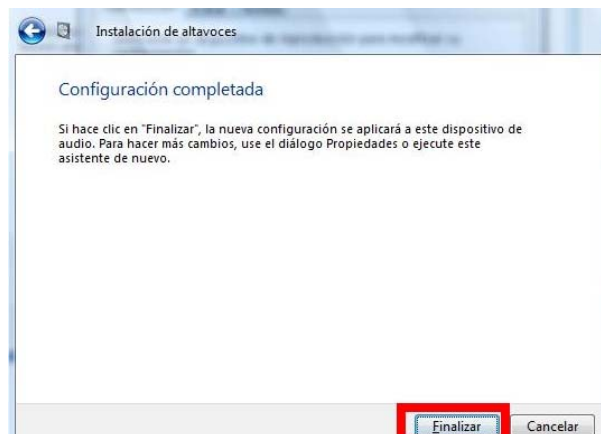 Instalación de altavoces
Configuración completada
Si hace clic en "Finalizar", la nueva configuración se aplicará a este dispositivo de
audio. Para hacer más cambios, use el diálogo Propiedades o ejecute este
asistente de nuevo.
Finalizar
Cancelar